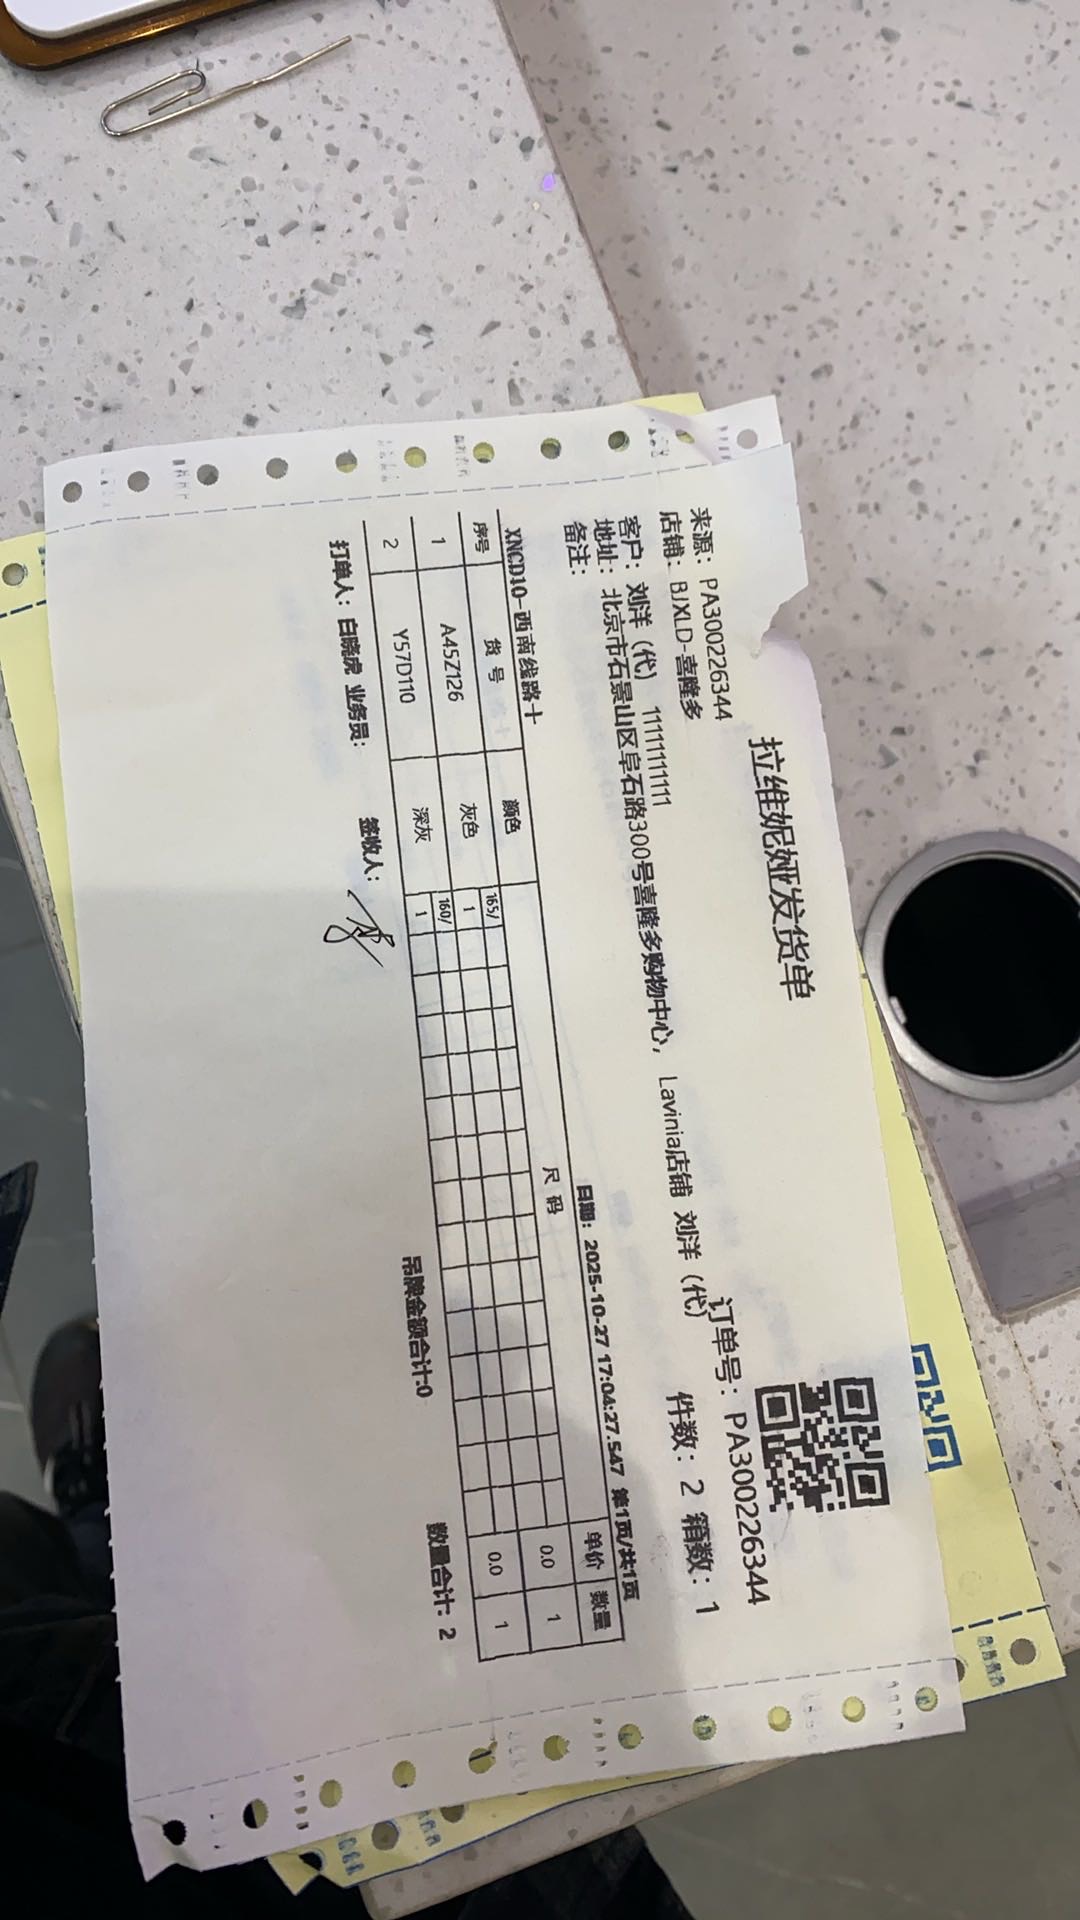 拉维妮娅发货单
来源：PA300226344
订单号：PA300226344
店铺：BJXLD-喜隆多
客户：刘洋（代） 11111111111
件数：2 箱数：1
地址：北京市石景山区阜石路300号喜隆多购物中心, Lavinia店铺 刘洋（代）
备注：
日期：2025-10-27 17:04:27.547 第1页/共1页
XNCD10-西南线路十
序号 货号 颜色 尺码 单价 数量
165/
1 A45Z126 灰色 1 0.0 1
160/
2 Y57D110 深灰 1 0.0 1
吊牌金额合计:0 数量合计: 2
打单人：白晓虎 业务员： 签收人：